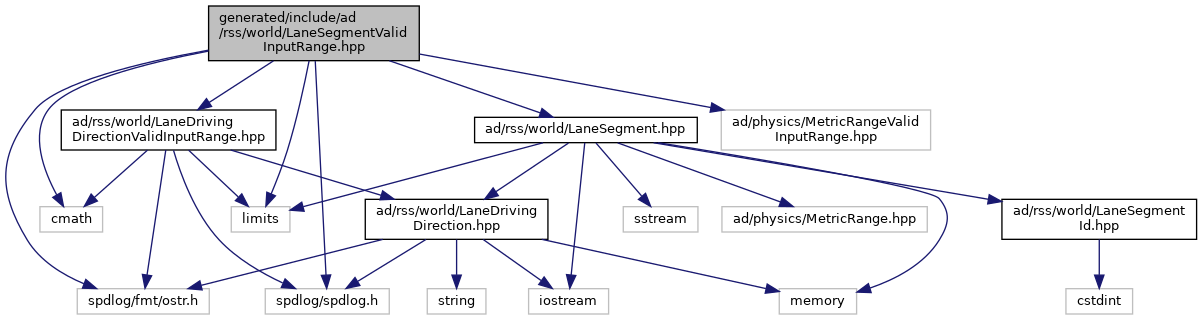 generated/include/ad
/rss/world/LaneSegmentValid
InputRange.hpp
ad/rss/world/LaneDriving
DirectionValidInputRange.hpp
ad/rss/world/LaneSegment.hpp
ad/physics/MetricRangeValid
InputRange.hpp
cmath
limits
ad/rss/world/LaneDriving
Direction.hpp
sstream
ad/physics/MetricRange.hpp
ad/rss/world/LaneSegment
Id.hpp
spdlog/fmt/ostr.h
spdlog/spdlog.h
string
iostream
memory
cstdint